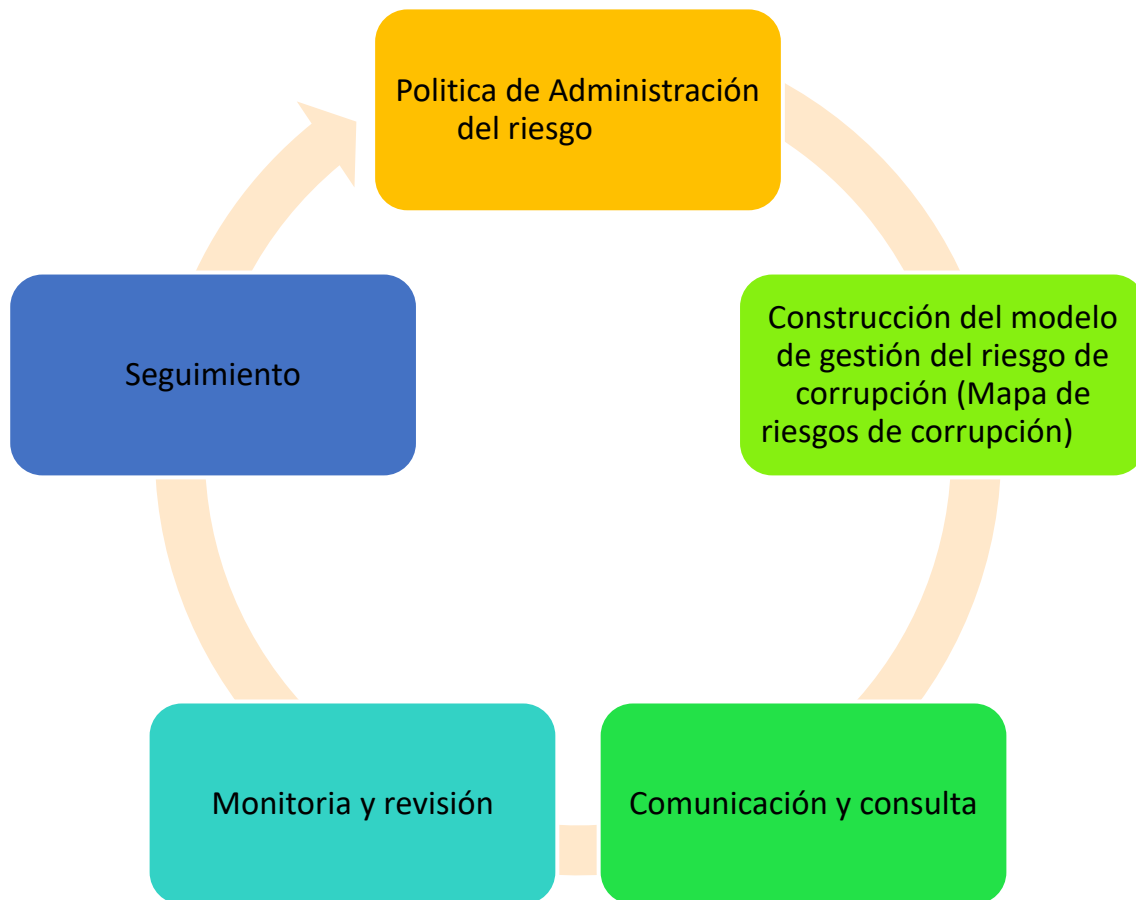 Politica de Administración
del riesgo
Construcción del modelo
de gestión del riesgo de
corrupción (Mapa de
riesgos de corrupción)
Comunicación y consulta
Monitoria y revisión
Seguimiento